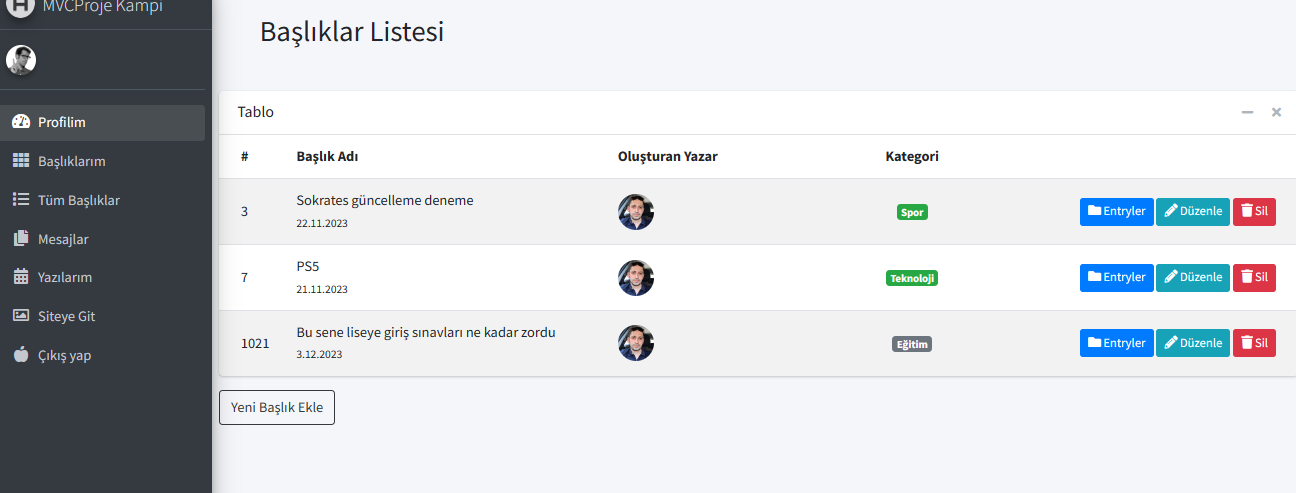 MVCProje Kampı
Başlıklar Listesi
Profilim
Başlıklarım
Tüm Başlıklar
Mesajlar
Yazılarım
Siteye Git
Çıkış yap
Tablo
# Başlık Adı Oluşturan Yazar Kategori
3 Sokrates güncelleme deneme Spor Entryler Düzenle Sil
22.11.2023
7 PS5 Teknoloji Entryler Düzenle Sil
21.11.2023
1021 Bu sene liseye giriş sınavları ne kadar zordu Eğitim Entryler Düzenle Sil
3.12.2023
Yeni Başlık Ekle